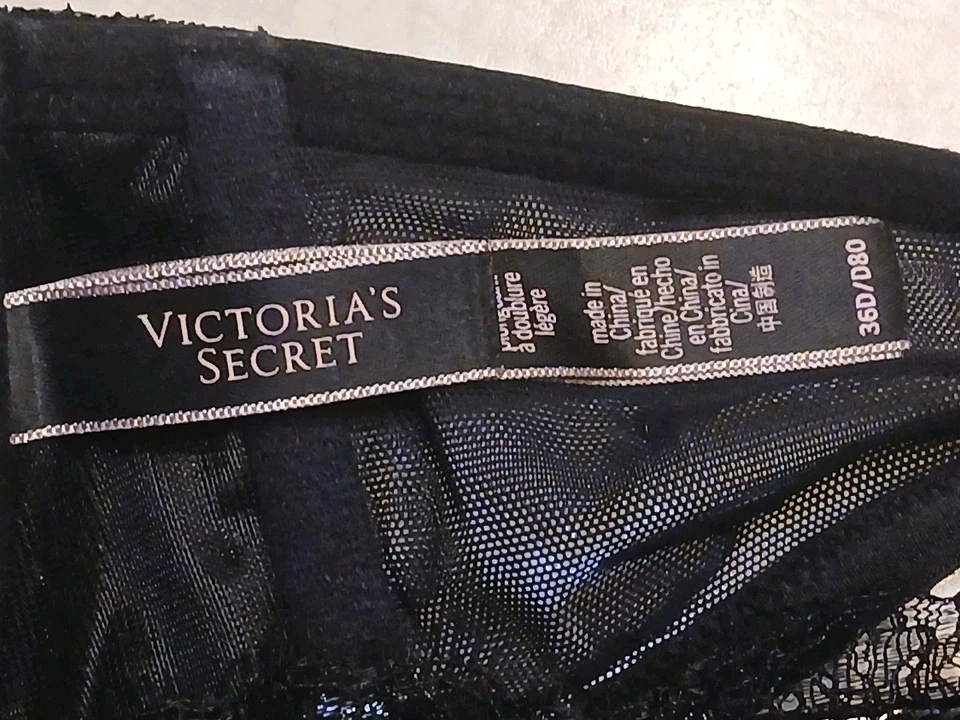 VICTORIA'S
SECRET
à doublure
légère
made in
China/
fabriqué en
Chine/hecho
en China/
fabbricato in
Cina/
中国制造
36D/D80